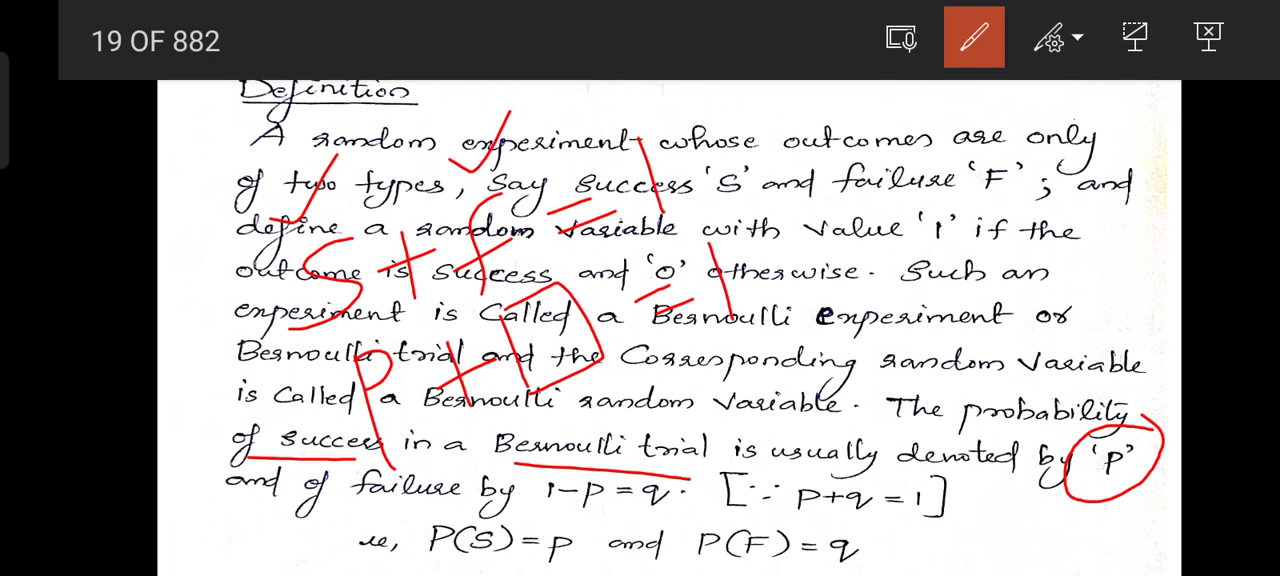 19 OF 882
Definition
A random experiment whose outcomes are only
of two types, say success 'S' and failure 'F'; and
define a random variable with value '1' if the
outcome is success and 'o' otherwise. Such an
experiment is called a Bernoulli experiment or
Bernoulli trial and the corresponding random variable
is called a Bernoulli random variable. The probability
of success in a Bernoulli trial is usually denoted by 'p'
and of failure by 1-p = q. [∵ p+q = 1]
ie, P(S) = p and P(F) = q
S + f
P +